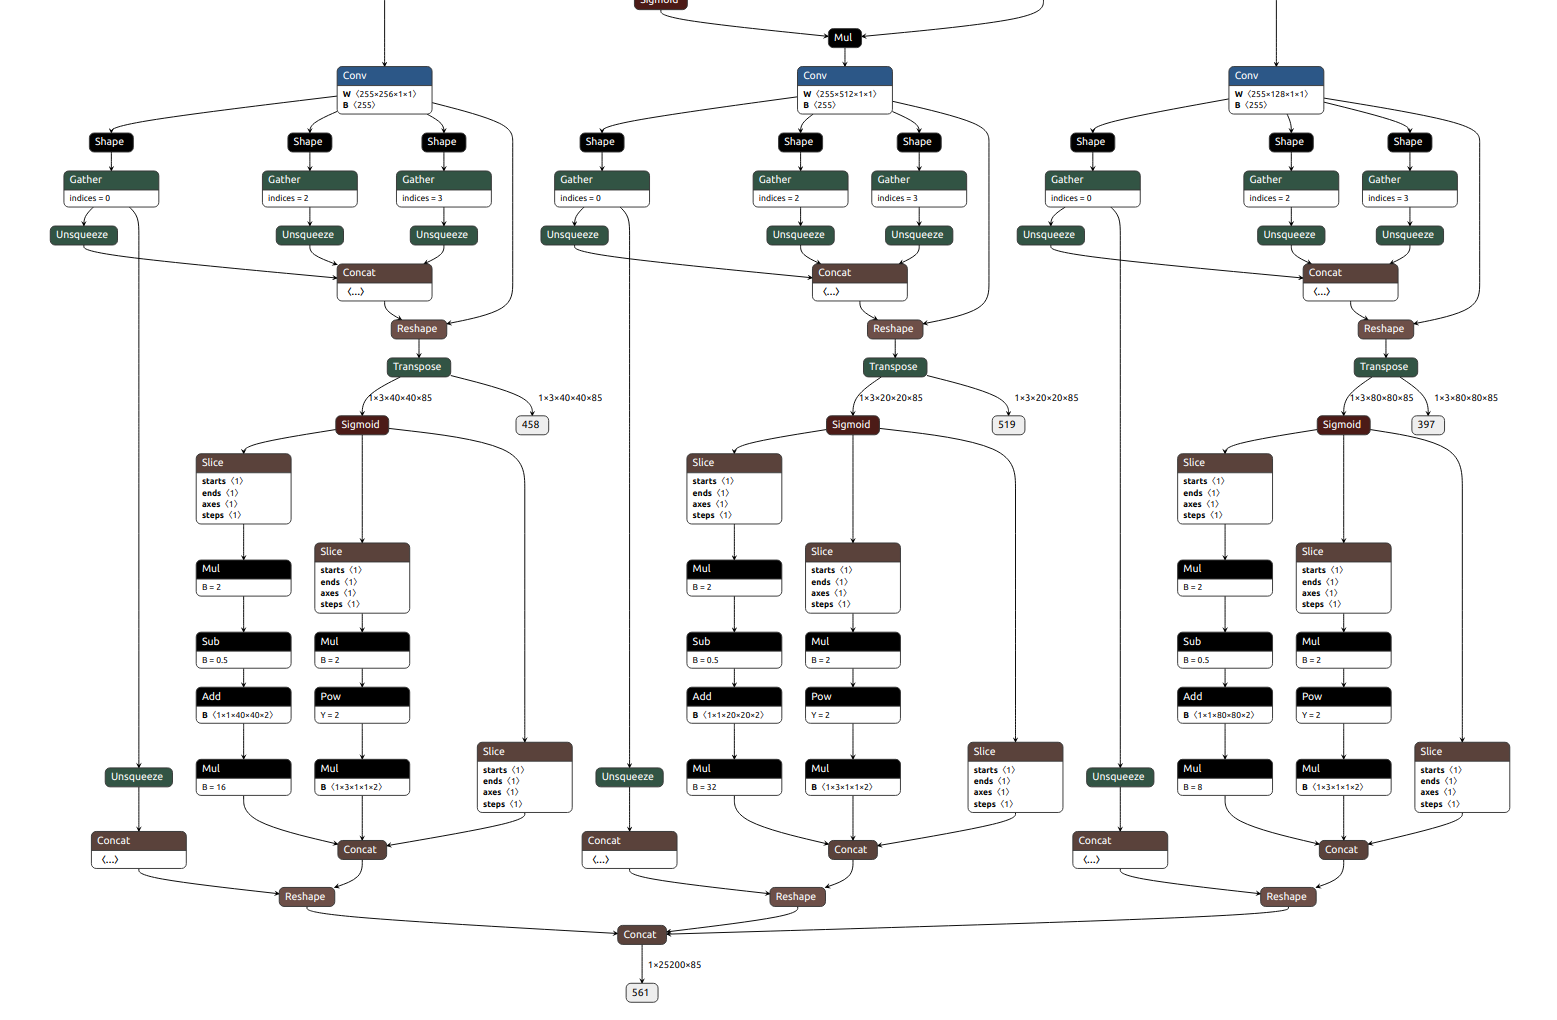 Sigmoid
Mul
Conv
W 〈255×256×1×1〉
B 〈255〉
Conv
W 〈255×512×1×1〉
B 〈255〉
Conv
W 〈255×128×1×1〉
B 〈255〉
Shape
Shape
Shape
Shape
Shape
Shape
Shape
Shape
Shape
Gather
indices = 0
Gather
indices = 2
Gather
indices = 3
Gather
indices = 0
Gather
indices = 2
Gather
indices = 3
Gather
indices = 0
Gather
indices = 2
Gather
indices = 3
Unsqueeze
Unsqueeze
Unsqueeze
Unsqueeze
Unsqueeze
Unsqueeze
Unsqueeze
Unsqueeze
Unsqueeze
Concat
〈...〉
Concat
〈...〉
Concat
〈...〉
Reshape
Reshape
Reshape
Transpose
Transpose
Transpose
1×3×40×40×85
1×3×40×40×85
1×3×20×20×85
1×3×20×20×85
1×3×80×80×85
1×3×80×80×85
Sigmoid
458
Sigmoid
519
Sigmoid
397
Slice
starts 〈1〉
ends 〈1〉
axes 〈1〉
steps 〈1〉
Slice
starts 〈1〉
ends 〈1〉
axes 〈1〉
steps 〈1〉
Slice
starts 〈1〉
ends 〈1〉
axes 〈1〉
steps 〈1〉
Mul
B = 2
Slice
starts 〈1〉
ends 〈1〉
axes 〈1〉
steps 〈1〉
Mul
B = 2
Slice
starts 〈1〉
ends 〈1〉
axes 〈1〉
steps 〈1〉
Mul
B = 2
Slice
starts 〈1〉
ends 〈1〉
axes 〈1〉
steps 〈1〉
Sub
B = 0.5
Mul
B = 2
Sub
B = 0.5
Mul
B = 2
Sub
B = 0.5
Mul
B = 2
Add
B 〈1×1×40×40×2〉
Pow
Y = 2
Add
B 〈1×1×20×20×2〉
Pow
Y = 2
Add
B 〈1×1×80×80×2〉
Pow
Y = 2
Unsqueeze
Mul
B = 16
Mul
B 〈1×3×1×1×2〉
Slice
starts 〈1〉
ends 〈1〉
axes 〈1〉
steps 〈1〉
Unsqueeze
Mul
B = 32
Mul
B 〈1×3×1×1×2〉
Slice
starts 〈1〉
ends 〈1〉
axes 〈1〉
steps 〈1〉
Unsqueeze
Mul
B = 8
Mul
B 〈1×3×1×1×2〉
Slice
starts 〈1〉
ends 〈1〉
axes 〈1〉
steps 〈1〉
Concat
〈...〉
Concat
Concat
〈...〉
Concat
Concat
〈...〉
Concat
Reshape
Reshape
Reshape
Concat
1×25200×85
561